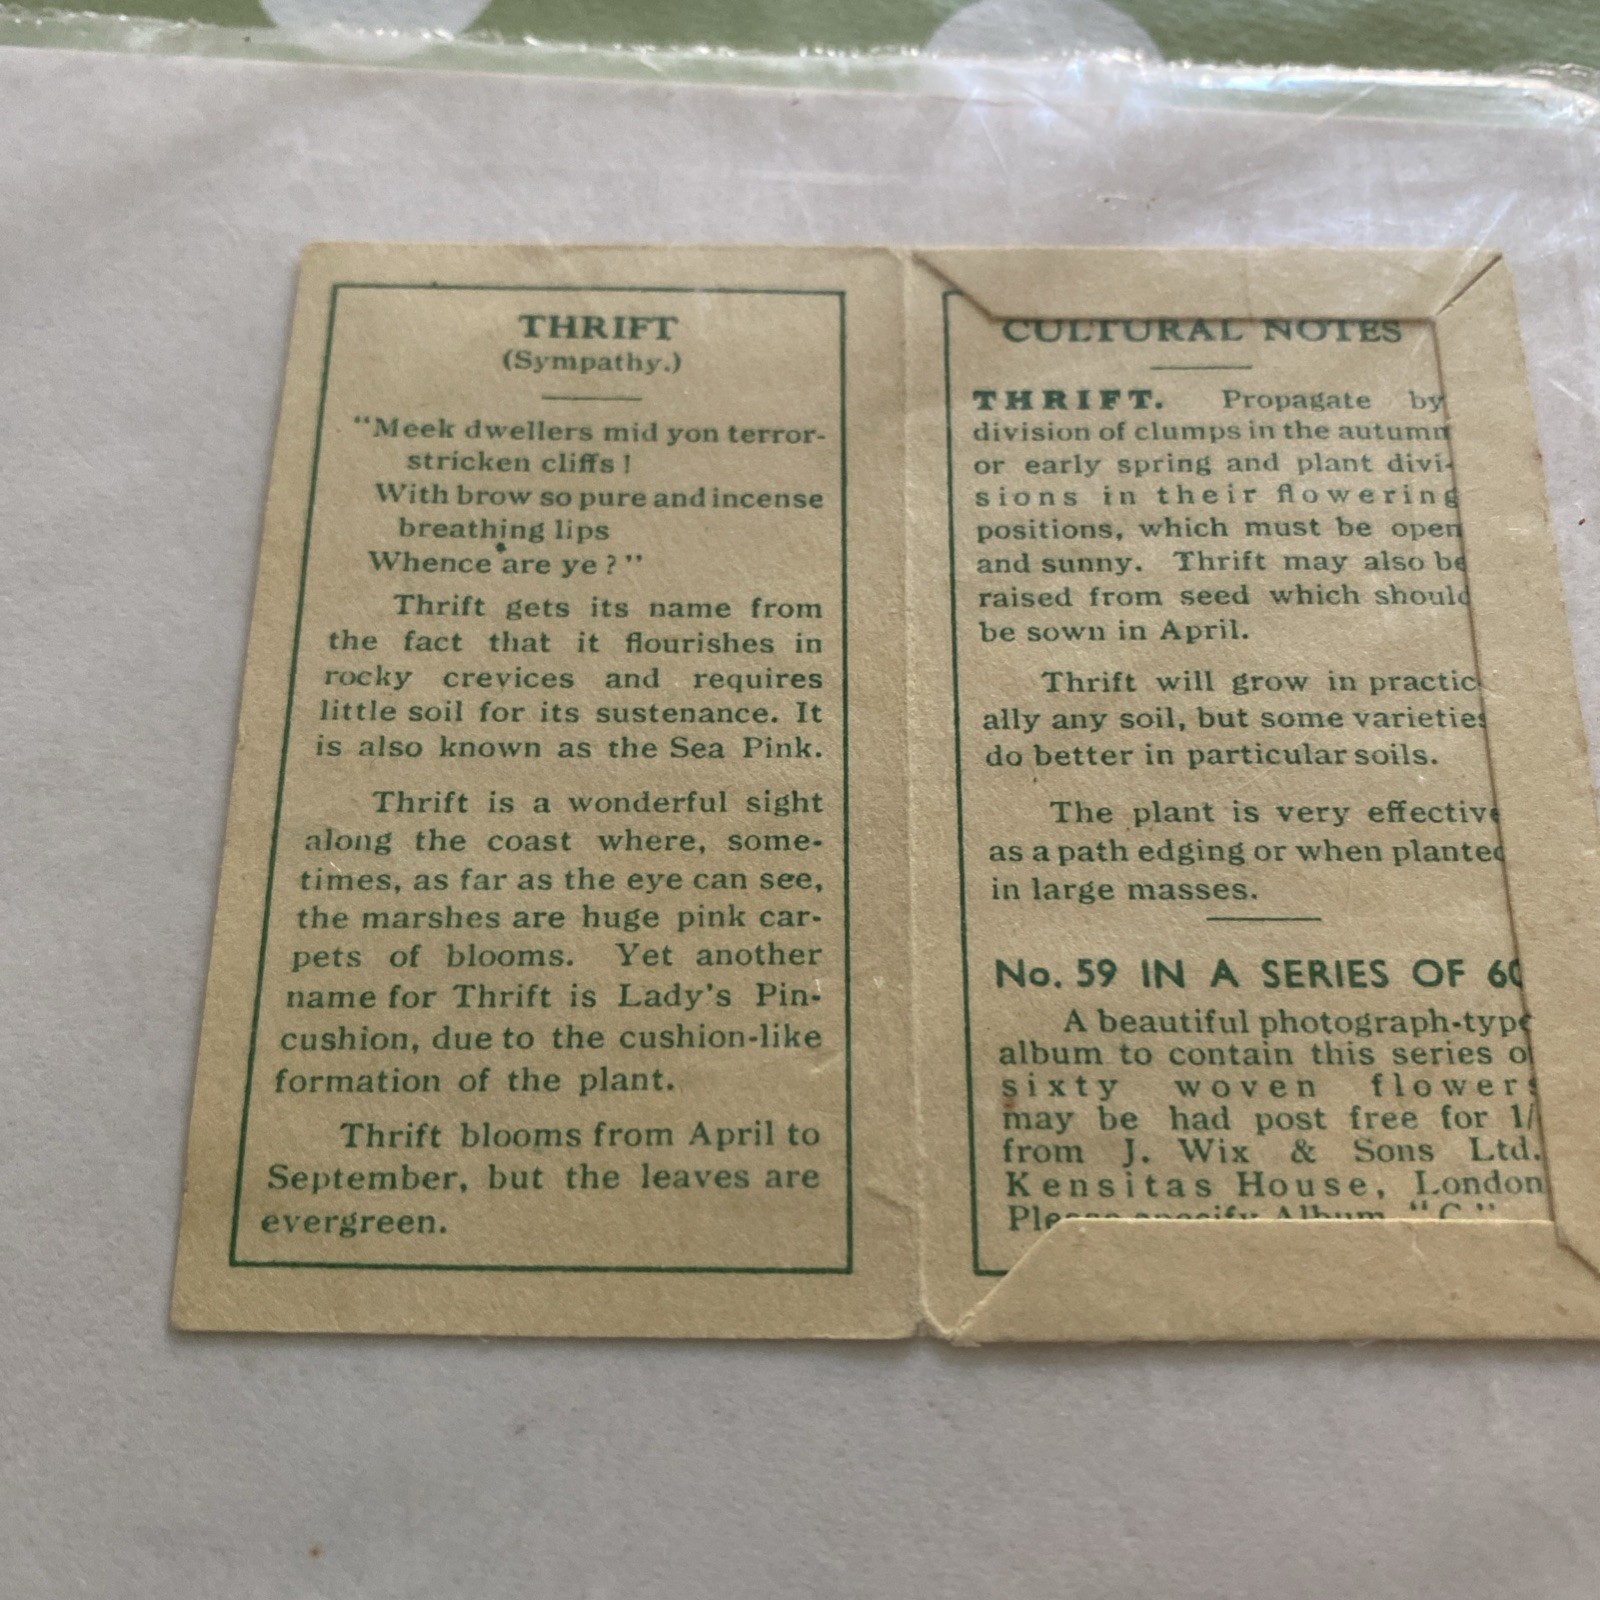 THRIFT
(Sympathy.)
"Meek dwellers mid yon terror-
stricken cliffs!
With brow so pure and incense
breathing lips
Whence are ye?"
Thrift gets its name from
the fact that it flourishes in
rocky crevices and requires
little soil for its sustenance. It
is also known as the Sea Pink.
Thrift is a wonderful sight
along the coast where, some-
times, as far as the eye can see,
the marshes are huge pink car-
pets of blooms. Yet another
name for Thrift is Lady's Pin-
cushion, due to the cushion-like
formation of the plant.
Thrift blooms from April to
September, but the leaves are
evergreen.
CULTURAL NOTES
THRIFT. Propagate by
division of clumps in the autumn
or early spring and plant divi-
sions in their flowering
positions, which must be open
and sunny. Thrift may also be
raised from seed which should
be sown in April.
Thrift will grow in practic
ally any soil, but some varieties
do better in particular soils.
The plant is very effective
as a path edging or when planted
in large masses.
No. 59 IN A SERIES OF 60
A beautiful photograph-type
album to contain this series o
sixty woven flowers
may be had post free for 1/
from J. Wix & Sons Ltd.
Kensitas House, London
Please specify Album "C"